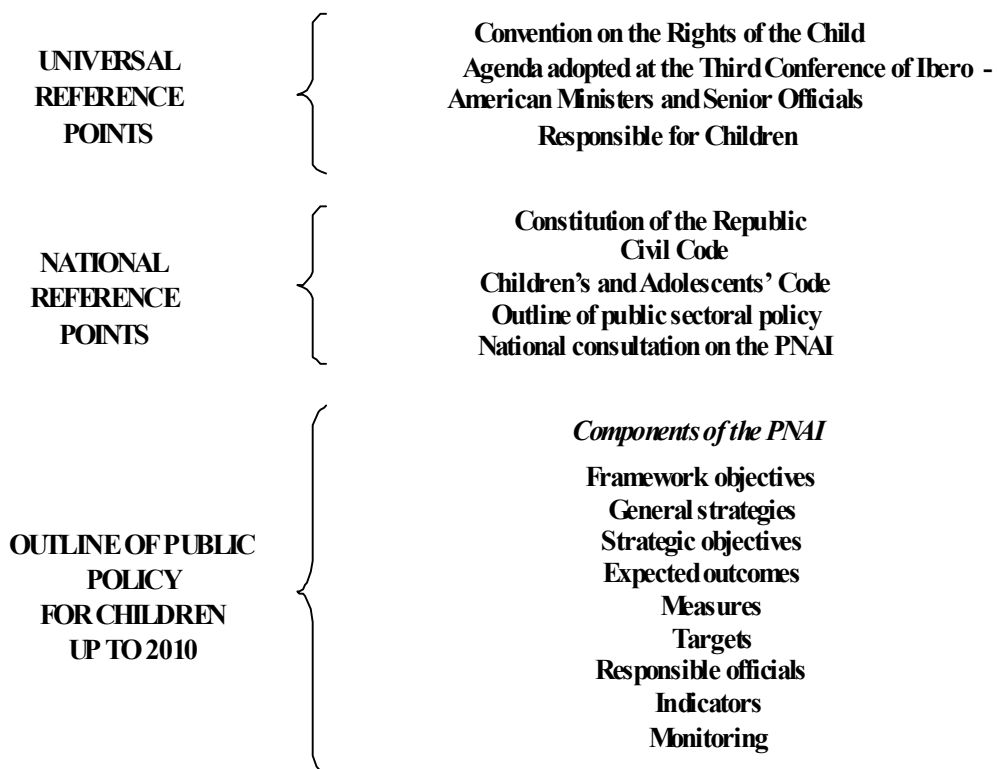 UNIVERSAL
REFERENCE
POINTS
Convention on the Rights of the Child
Agenda adopted at the Third Conference of Ibero -
American Ministers and Senior Officials
Responsible for Children
NATIONAL
REFERENCE
POINTS
Constitution of the Republic
Civil Code
Children's and Adolescents' Code
Outline of public sectoral policy
National consultation on the PNAI
OUTLINE OF PUBLIC
POLICY
FOR CHILDREN
UP TO 2010
Components of the PNAI
Framework objectives
General strategies
Strategic objectives
Expected outcomes
Measures
Targets
Responsible officials
Indicators
Monitoring